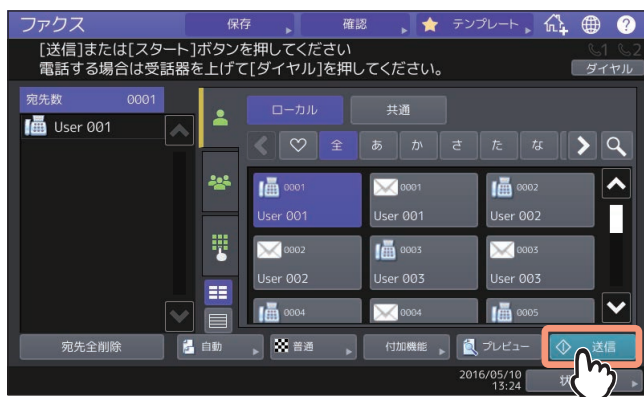 ファクス 保存 確認 テンプレート
[送信]または[スタート]ボタンを押してください
電話する場合は受話器を上げて[ダイヤル]を押してください。
1 2
ダイヤル
宛先数 0001
User 001
ローカル 共通
全 あ か さ た な
0001 0001 0002
User 001 User 001 User 002
0002 0003 0003
User 002 User 003 User 003
0004 0004 0005
宛先全削除 自動 普通 付加機能 プレビュー 送信
2016/05/10
13:24
状